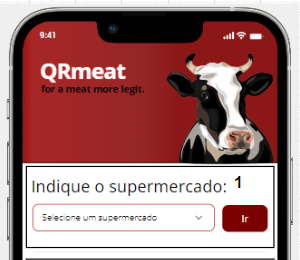 9:41
QRmeat
for a meat more legit.
Indique o supermercado: 1
Selecione um supermercado
Ir